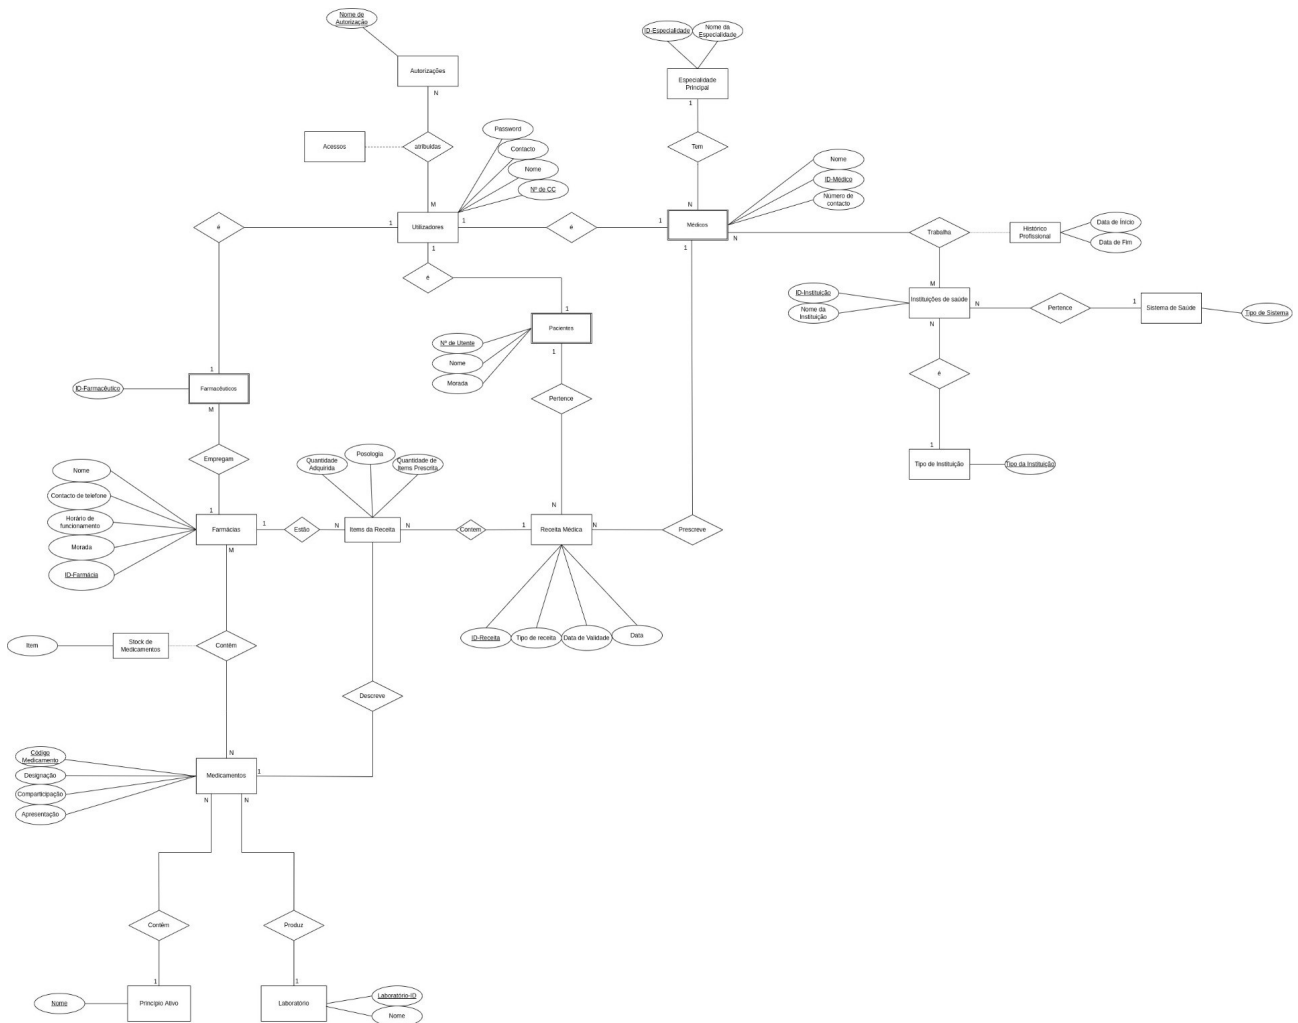 Nome de
Autorização
ID-Especialidade
Nome da
Especialidade
Autorizações
Especialidade
Principal
N
1
Acessos
atribuidas
Password
Contacto
Nome
Nº de CC
Tem
Nome
ID-Médico
Número de
contacto
M
N
é
1
Utilizadores
1
é
1
Médicos
1
N
1
Trabalha
Histórico
Profissional
Data de Ínicio
Data de Fim
é
M
ID-Instituição
Nome da
Instituição
Instituições de saúde
N
Pertence
1
Sistema de Saúde
Tipo de Sistema
N
1
Pacientes
1
Nº de Utente
Nome
Morada
1
ID-Farmacêutico
Farmacêuticos
M
é
Pertence
Empregam
1
Tipo de Instituição
Tipo da Instituição
Nome
Contacto de telefone
Horário de
funcionamento
Morada
ID-Farmácia
Quantidade
Adquirida
Posologia
Quantidade de
Items Prescrita
1
N
Farmácias
1
Estão
N
Items da Receita
N
Contem
1
Receita Médica
N
Prescreve
M
ID-Receita
Tipo de receita
Data de Validade
Data
Item
Stock de
Medicamentos
Contêm
Descreve
N
Código
Medicamento
Designação
Comparticipação
Apresentação
Medicamentos
1
N
N
Contêm
Produz
1
1
Nome
Principio Ativo
Laboratório
Laboratório-ID
Nome